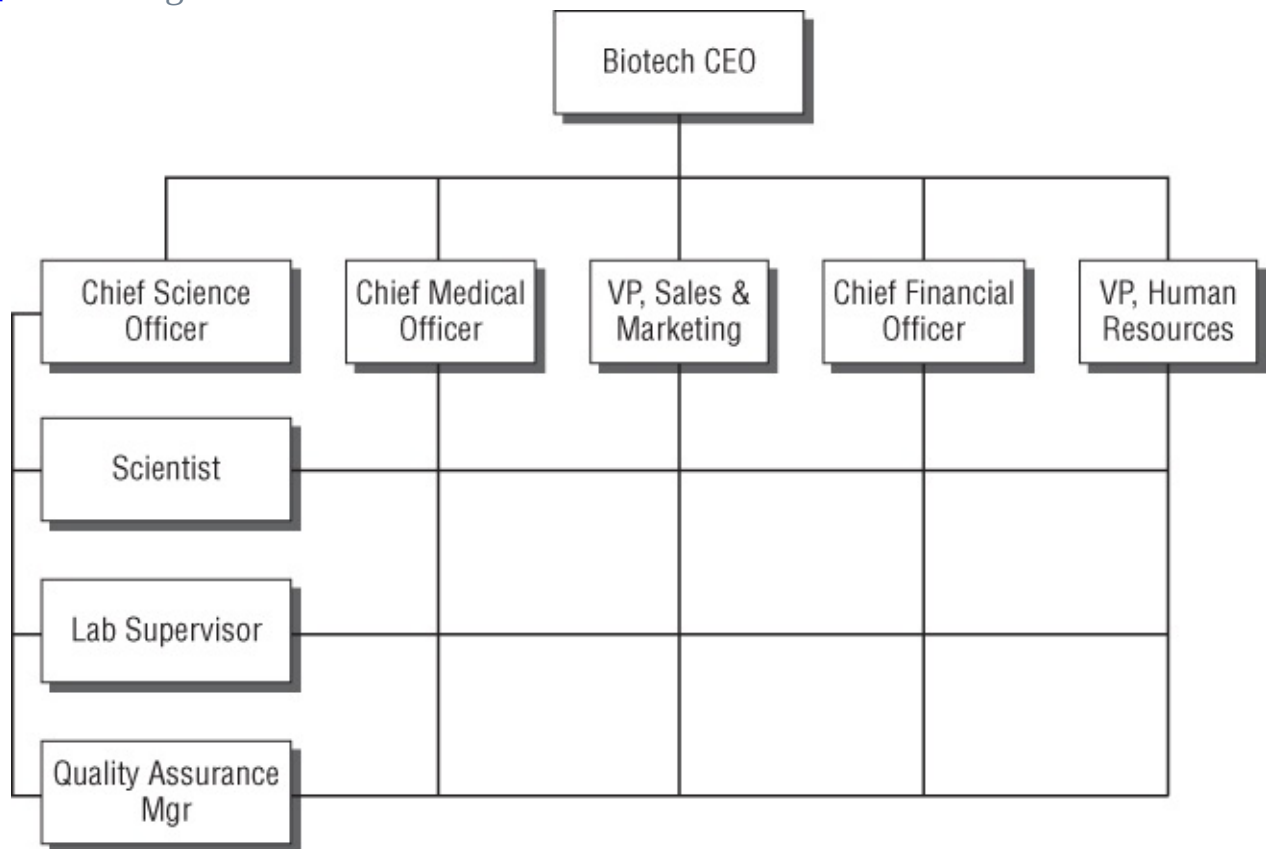 Biotech CEO
Chief Science
Officer
Chief Medical
Officer
VP, Sales &
Marketing
Chief Financial
Officer
VP, Human
Resources
Scientist
Lab Supervisor
Quality Assurance
Mgr